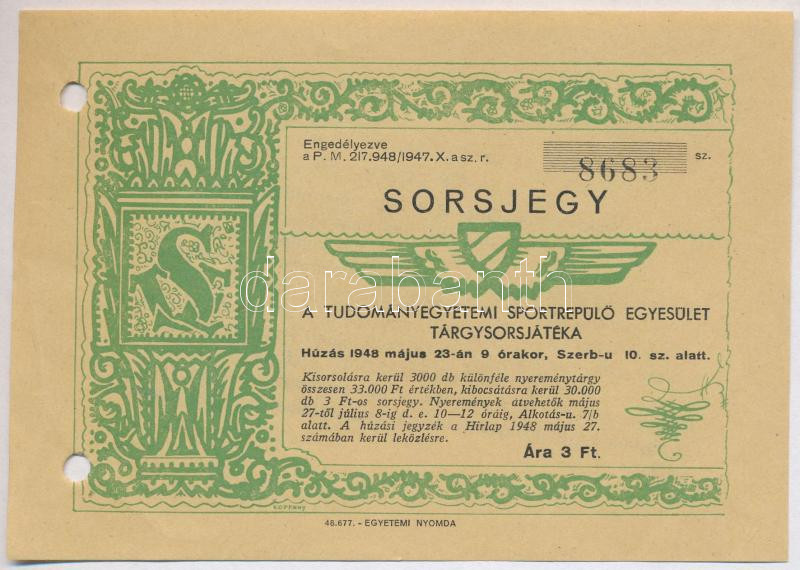 Engedélyezve
a P. M. 217.948/1947. X. a sz. r.
8683 sz.
SORSJEGY
S
darabanth
A TUDOMÁNYEGYETEMI SPORTREPÜLŐ EGYESÜLET
TÁRGYSORSJÁTÉKA
Húzás 1948 május 23-án 9 órakor, Szerb-u 10. sz. alatt.
Kisorsolásra kerül 3000 db különféle nyereménytárgy
összesen 33.000 Ft értékben, kibocsátásra kerül 30.000
db 3 Ft-os sorsjegy. Nyeremények átvehetők május
27-től július 8-ig d. e. 10—12 óráig, Alkotás-u. 7/b
alatt. A húzási jegyzék a Hirlap 1948 május 27.
számában kerül leközlésre.
Ára 3 Ft.
48.677. - EGYETEMI NYOMDA